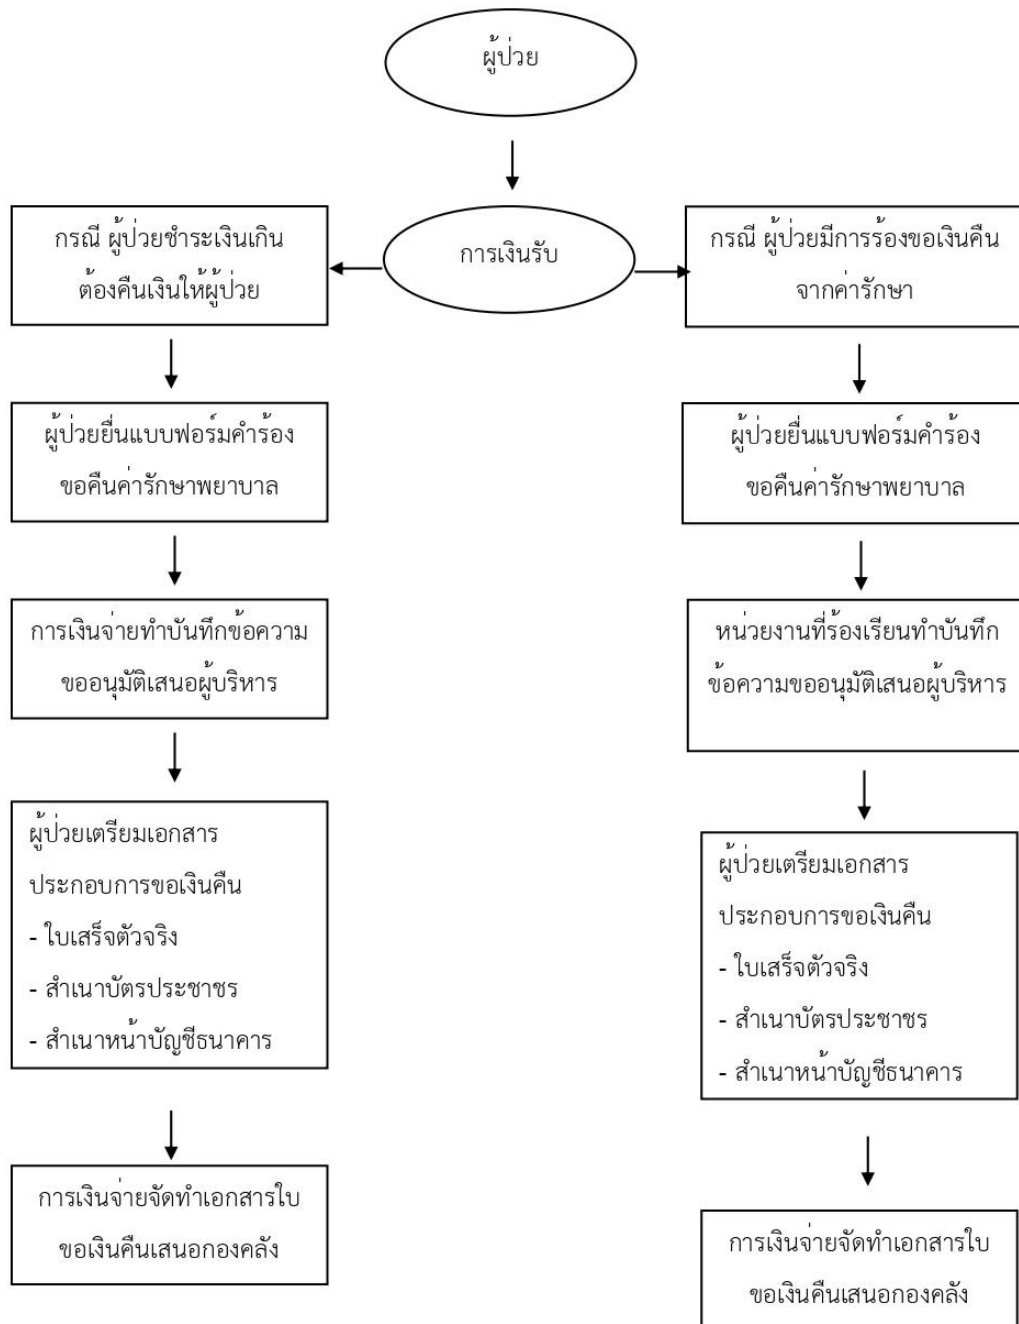 ผู้ป่วย
การเงินรับ
กรณี ผู้ป่วยชำระเงินเกิน
ต้องคืนเงินให้ผู้ป่วย
ผู้ป่วยยื่นแบบฟอร์มคำร้อง
ขอคืนค่ารักษาพยาบาล
การเงินจ่ายทำบันทึกข้อความ
ขออนุมัติเสนอผู้บริหาร
ผู้ป่วยเตรียมเอกสาร
ประกอบการขอเงินคืน
- ใบเสร็จตัวจริง
- สำเนาบัตรประชาชร
- สำเนาหน้าบัญชีธนาคาร
การเงินจ่ายจัดทำเอกสารใบ
ขอเงินคืนเสนอกองคลัง
กรณี ผู้ป่วยมีการร้องขอเงินคืน
จากค่ารักษา
ผู้ป่วยยื่นแบบฟอร์มคำร้อง
ขอคืนค่ารักษาพยาบาล
หน่วยงานที่ร้องเรียนทำบันทึก
ข้อความขออนุมัติเสนอผู้บริหาร
ผู้ป่วยเตรียมเอกสาร
ประกอบการขอเงินคืน
- ใบเสร็จตัวจริง
- สำเนาบัตรประชาชร
- สำเนาหน้าบัญชีธนาคาร
การเงินจ่ายจัดทำเอกสารใบ
ขอเงินคืนเสนอกองคลัง